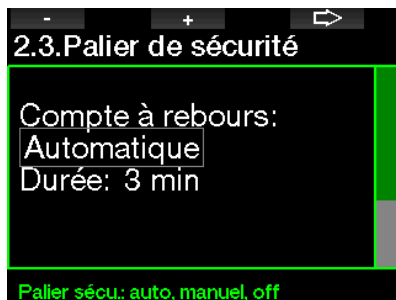 - + ⇨
2.3.Palier de sécurité
Compte à rebours:
Automatique
Durée: 3 min
Palier sécu.: auto, manuel, off